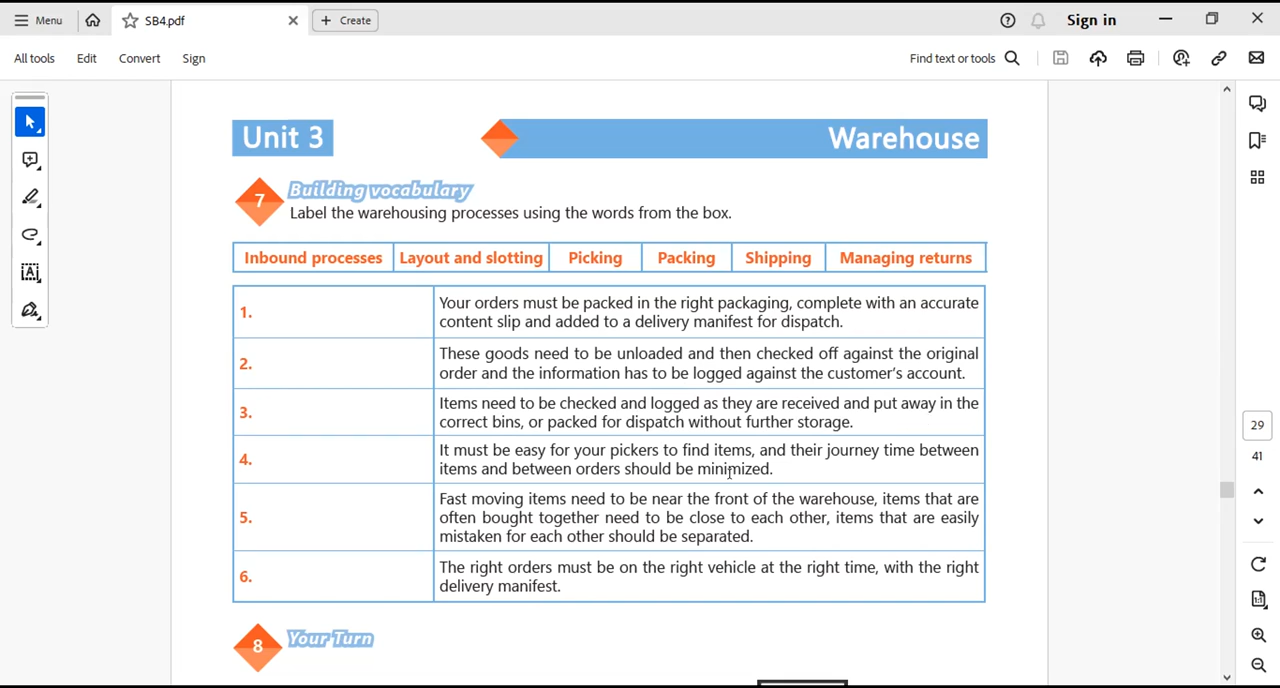 Menu
SB4.pdf
+ Create
Sign in
All tools
Edit
Convert
Sign
Find text or tools
Unit 3
Warehouse
7
Building vocabulary
Label the warehousing processes using the words from the box.
Inbound processes
Layout and slotting
Picking
Packing
Shipping
Managing returns
1.
Your orders must be packed in the right packaging, complete with an accurate
content slip and added to a delivery manifest for dispatch.
2.
These goods need to be unloaded and then checked off against the original
order and the information has to be logged against the customer's account.
3.
Items need to be checked and logged as they are received and put away in the
correct bins, or packed for dispatch without further storage.
4.
It must be easy for your pickers to find items, and their journey time between
items and between orders should be minimized.
5.
Fast moving items need to be near the front of the warehouse, items that are
often bought together need to be close to each other, items that are easily
mistaken for each other should be separated.
6.
The right orders must be on the right vehicle at the right time, with the right
delivery manifest.
8
Your Turn
29
41